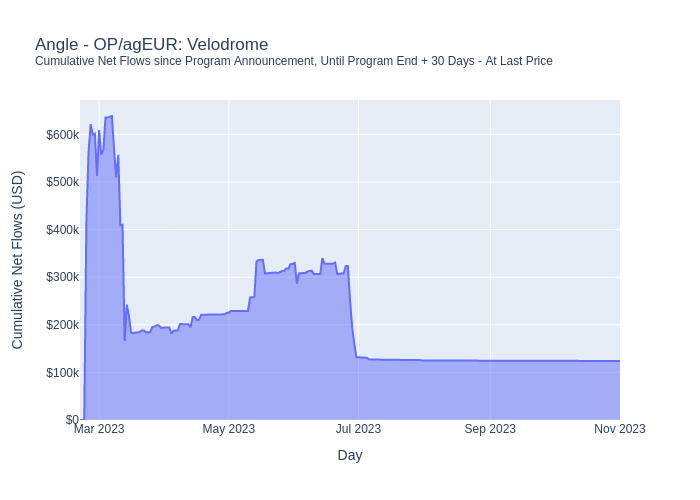 Angle - OP/agEUR: Velodrome
Cumulative Net Flows since Program Announcement, Until Program End + 30 Days - At Last Price
Cumulative Net Flows (USD)
$600k
$500k
$400k
$300k
$200k
$100k
$0
Mar 2023 May 2023 Jul 2023 Sep 2023 Nov 2023
Day